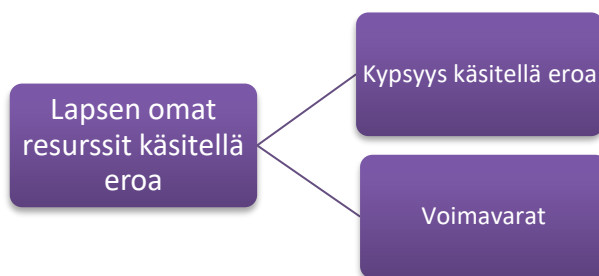 Lapsen omat
resurssit käsitellä
eroa
Kypsyys käsitellä eroa
Voimavarat